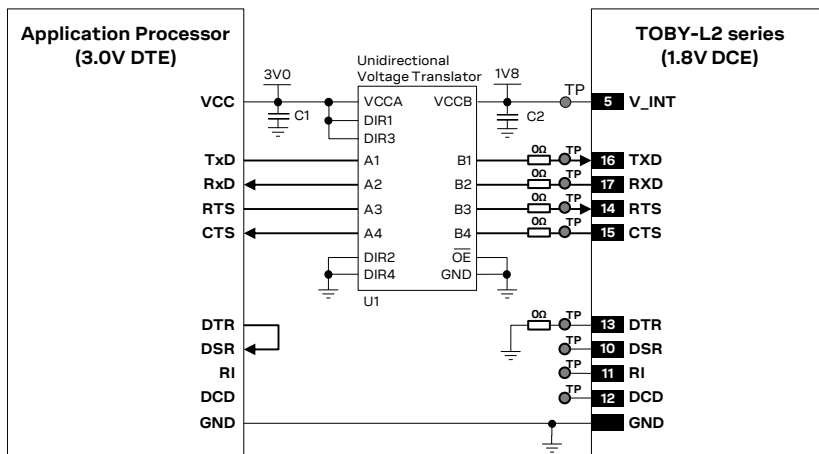 Application Processor
(3.0V DTE)
TOBY-L2 series
(1.8V DCE)
Unidirectional
Voltage Translator
3V0
1V8
TP
VCC
C1
VCCA
VCCB
C2
5
V_INT
DIR1
DIR3
TxD
A1
B1
0Ω
TP
16
TXD
RxD
A2
B2
0Ω
TP
17
RXD
RTS
A3
B3
0Ω
TP
14
RTS
CTS
A4
B4
0Ω
TP
15
CTS
DIR2
OE
DIR4
GND
U1
DTR
0Ω
TP
13
DTR
DSR
TP
10
DSR
RI
TP
11
RI
DCD
TP
12
DCD
GND
GND